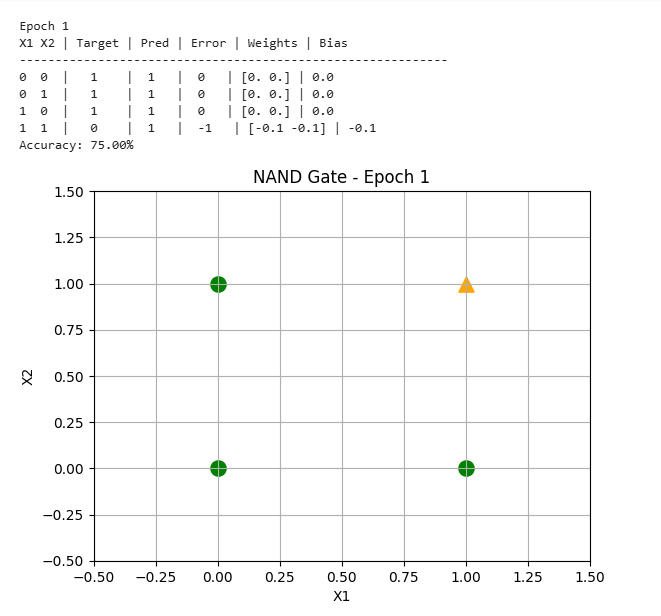 Epoch 1
X1 X2 | Target | Pred | Error | Weights | Bias
------------------------------------------------------------
0 0 | 1 | 1 | 0 | [0. 0.] | 0.0
0 1 | 1 | 1 | 0 | [0. 0.] | 0.0
1 0 | 1 | 1 | 0 | [0. 0.] | 0.0
1 1 | 0 | 1 | -1 | [-0.1 -0.1] | -0.1
Accuracy: 75.00%
NAND Gate - Epoch 1
1.50
1.25
1.00
0.75
0.50
0.25
0.00
−0.25
−0.50
X2
−0.50 −0.25 0.00 0.25 0.50 0.75 1.00 1.25 1.50
X1